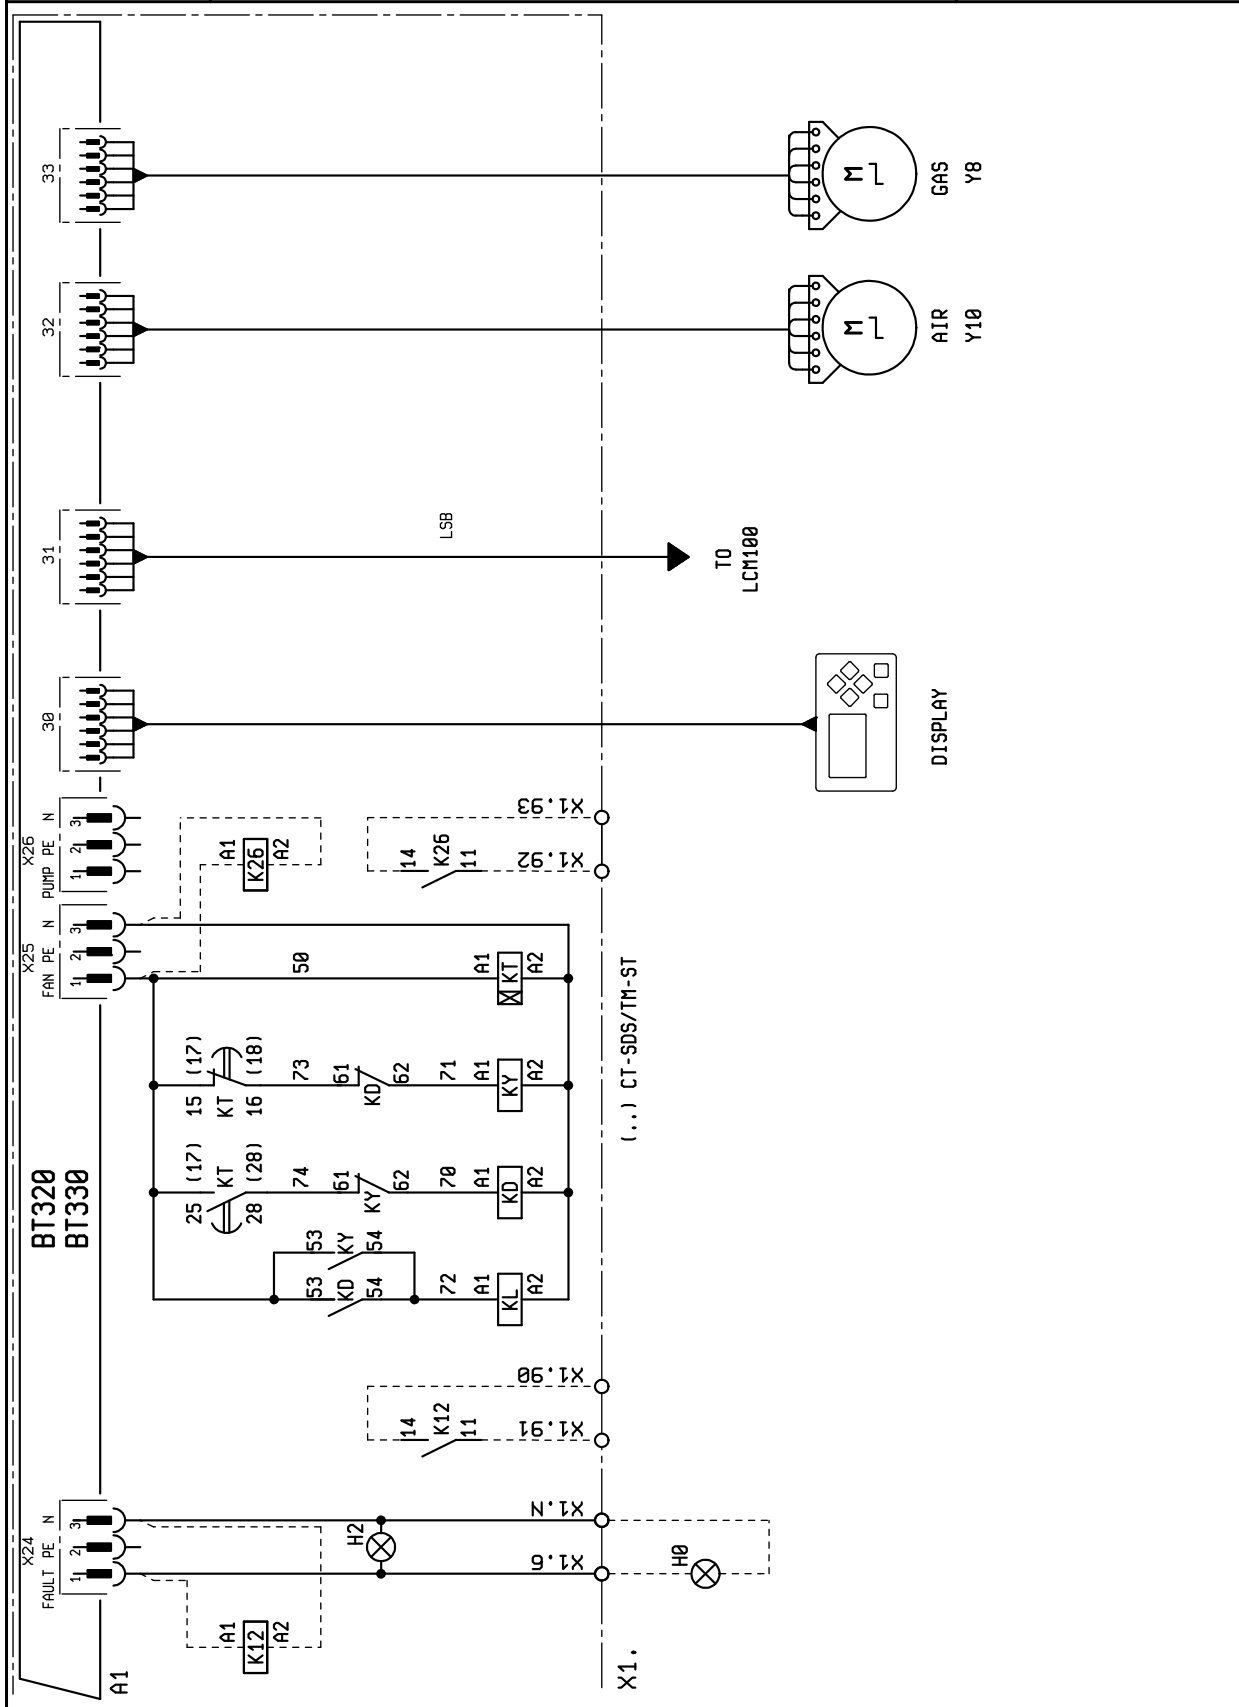 BT320
BT330
A1
X24
FAULT PE N
1 2 3
X25
FAN PE N
1 2 3
X26
PUMP PE N
1 2 3
30
31
32
33
A1
K12
A2
H2
X1.6
X1.N
H0
X1.
14
K12
11
X1.91
X1.90
53
KD
54
53
KY
54
72
A1
KL
A2
25 (17)
KT
28 (28)
74
61
KY
62
70
A1
KD
A2
15 (17)
KT
16 (18)
73
61
KD
62
71
A1
KY
A2
50
A1
KT
A2
(..) CT-SDS/TM-ST
A1
K26
A2
14
K26
11
X1.92
X1.93
DISPLAY
LSB
TO
LCM100
M
AIR
Y10
M
GAS
Y8